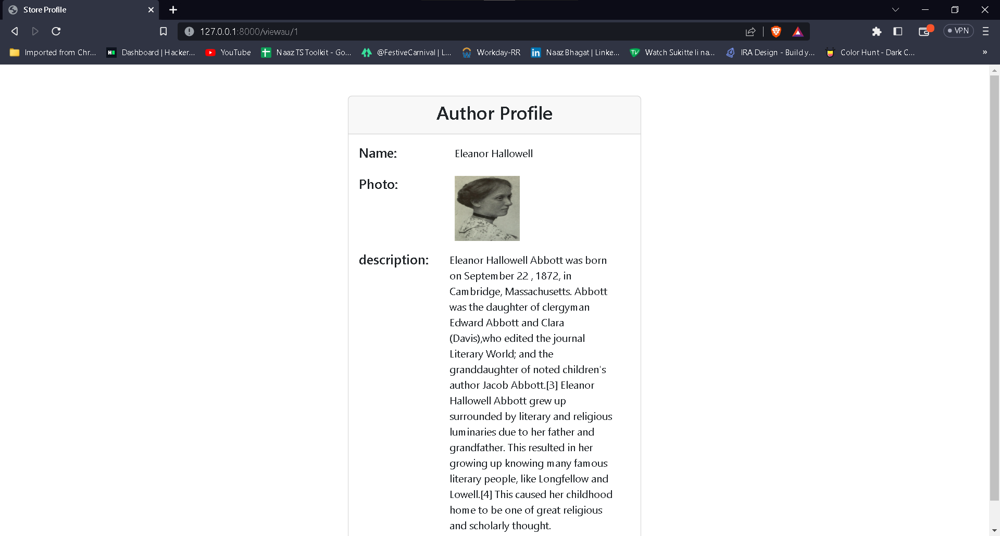 Store Profile
127.0.0.1:8000/viewau/1
VPN
Imported from Chr... Dashboard | Hacker... YouTube Naaz TS Toolkit - Go... @FestiveCarnival | L... Workday-RR Naaz Bhagat | Linke... Watch Sukitte Ii na... IRA Design - Build y... Color Hunt - Dark C... »
Author Profile
Name: Eleanor Hallowell
Photo:
description: Eleanor Hallowell Abbott was born
on September 22 , 1872, in
Cambridge, Massachusetts. Abbott
was the daughter of clergyman
Edward Abbott and Clara
(Davis),who edited the journal
Literary World; and the
granddaughter of noted children's
author Jacob Abbott.[3] Eleanor
Hallowell Abbott grew up
surrounded by literary and religious
luminaries due to her father and
grandfather. This resulted in her
growing up knowing many famous
literary people, like Longfellow and
Lowell.[4] This caused her childhood
home to be one of great religious
and scholarly thought.